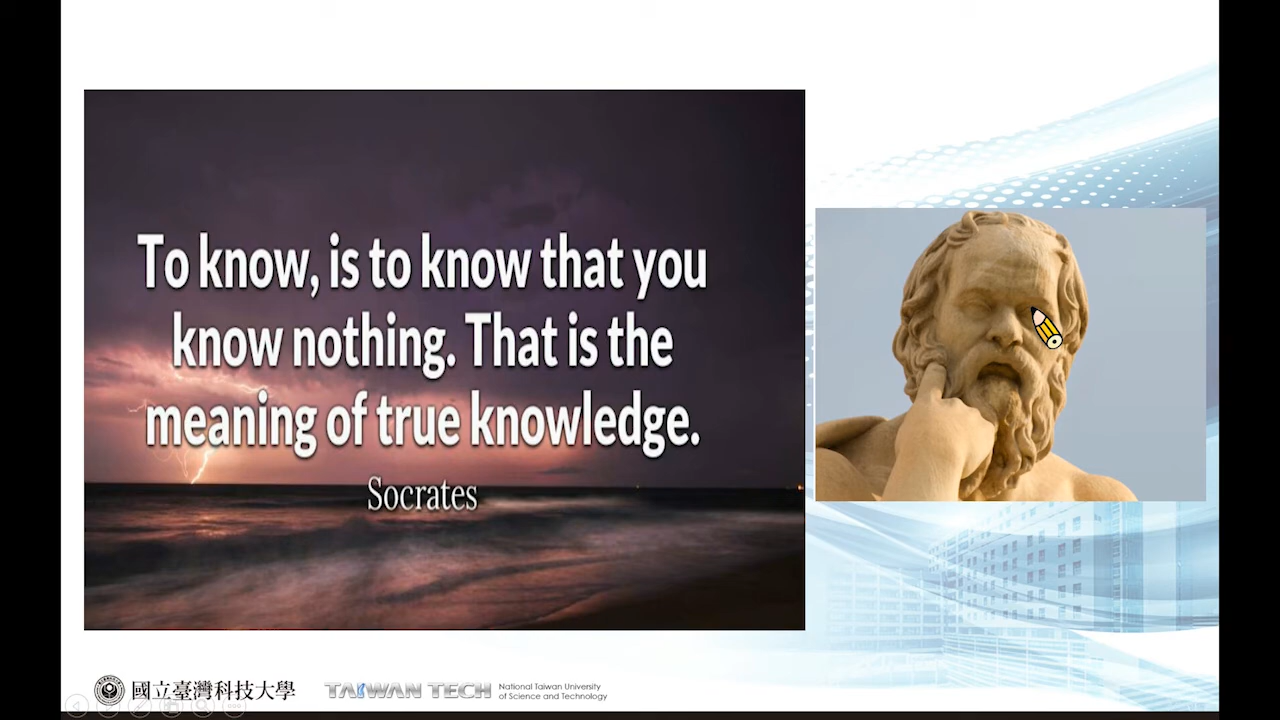 To know, is to know that you
know nothing. That is the
meaning of true knowledge.
Socrates
國立臺灣科技大學
TAIWAN TECH
National Taiwan University
of Science and Technology